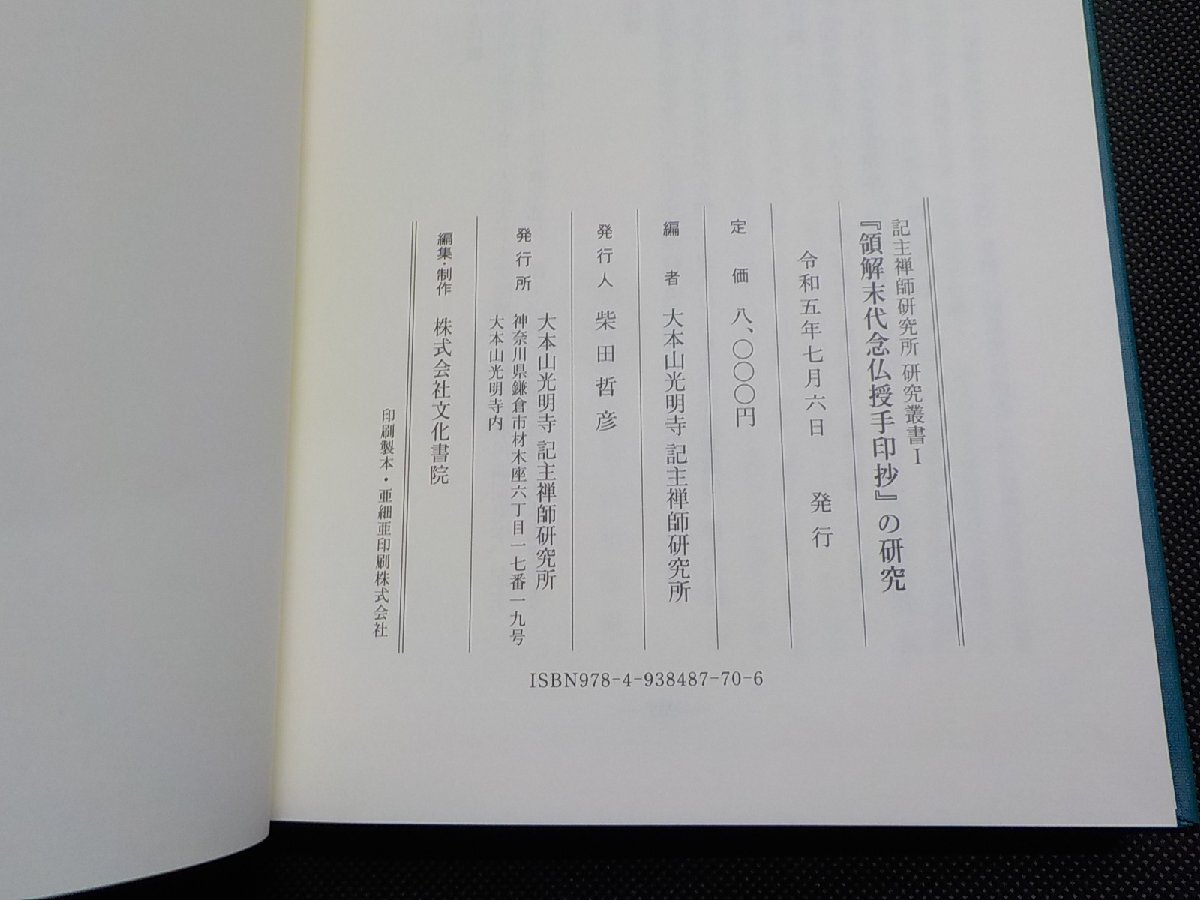 記主禅師研究所 研究叢書Ⅰ
『領解末代念仏授手印抄』の研究
令和五年七月六日 発行
定価 八、〇〇〇円
編者 大本山光明寺 記主禅師研究所
発行人 柴田哲彦
発行所 大本山光明寺 記主禅師研究所
神奈川県鎌倉市材木座六丁目一七番一九号
大本山光明寺内
編集・制作 株式会社文化書院
印刷製本・亜細亜印刷株式会社
ISBN978-4-938487-70-6